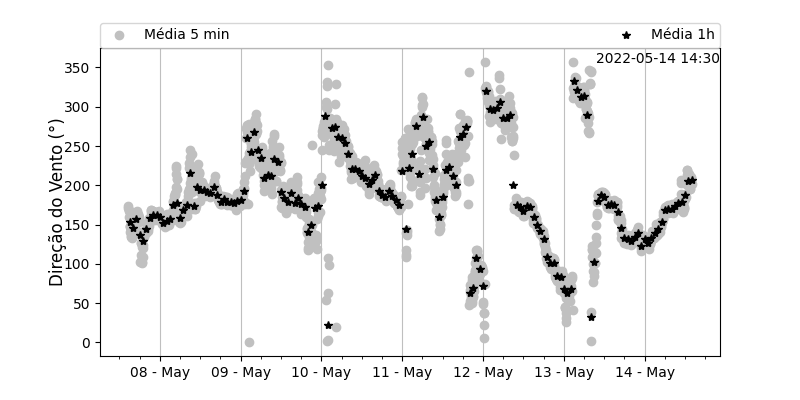 Média 5 min
Média 1h
2022-05-14 14:30
Direção do Vento (°)
350
300
250
200
150
100
50
0
08 - May
09 - May
10 - May
11 - May
12 - May
13 - May
14 - May